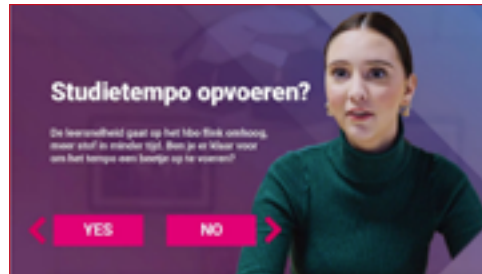 Studietempo opvoeren?
De leersnelheid gaat op het hbo flink omhoog,
meer stof in minder tijd. Ben je er klaar voor
om het tempo een beetje op te voeren?
YES NO